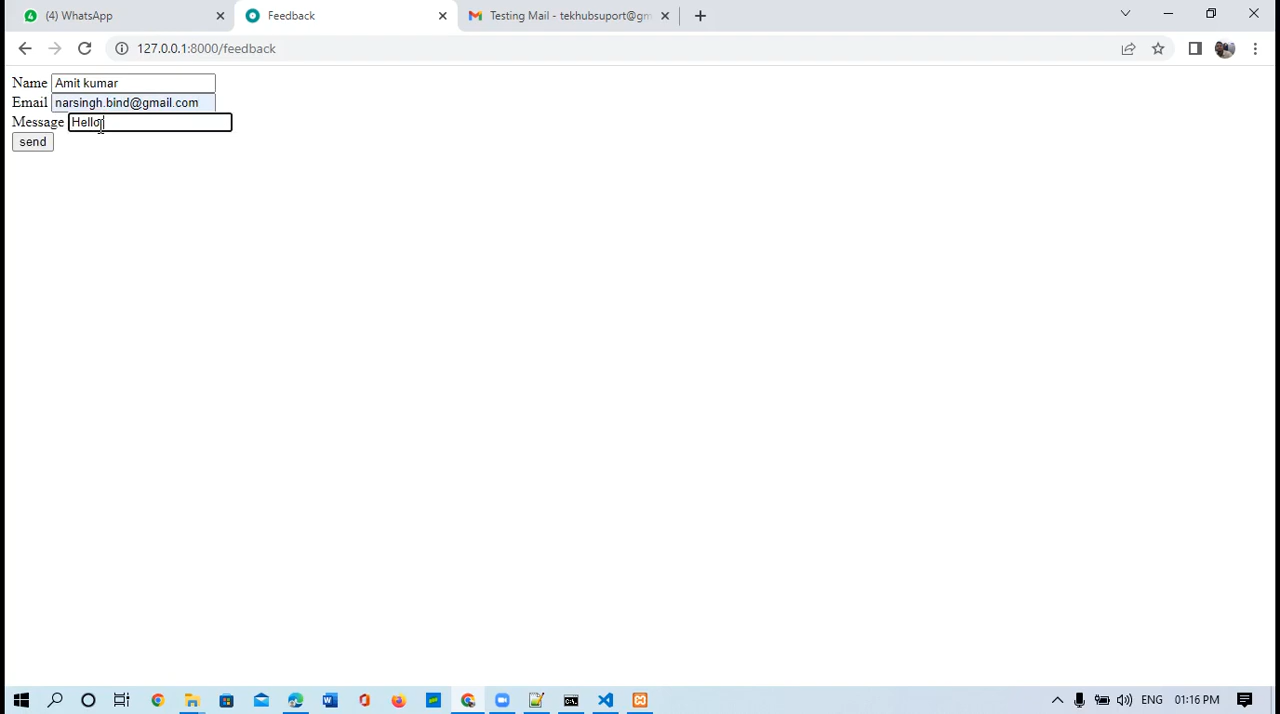 (4) WhatsApp
Feedback
Testing Mail - tekhubsuport@gm
127.0.0.1:8000/feedback
Name Amit kumar
Email narsingh.bind@gmail.com
Message Hello
send
ENG 01:16 PM